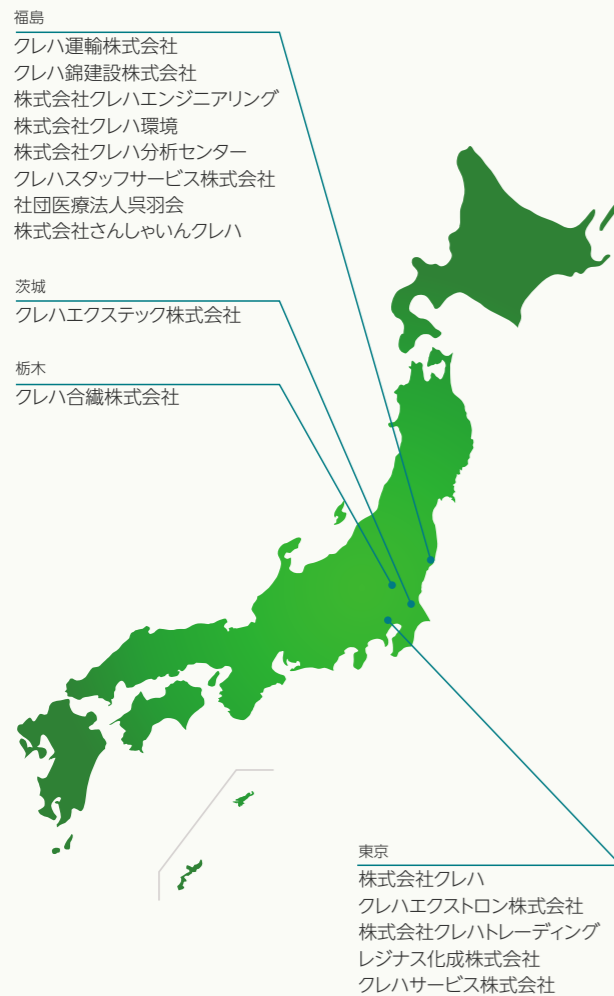 福島
クレハ運輸株式会社
クレハ錦建設株式会社
株式会社クレハエンジニアリング
株式会社クレハ環境
株式会社クレハ分析センター
クレハスタッフサービス株式会社
社団医療法人呉羽会
株式会社さんしゃいんクレハ
茨城
クレハエクステック株式会社
栃木
クレハ合繊株式会社
東京
株式会社クレハ
クレハエクストロン株式会社
株式会社クレハトレーディング
レジナス化成株式会社
クレハサービス株式会社